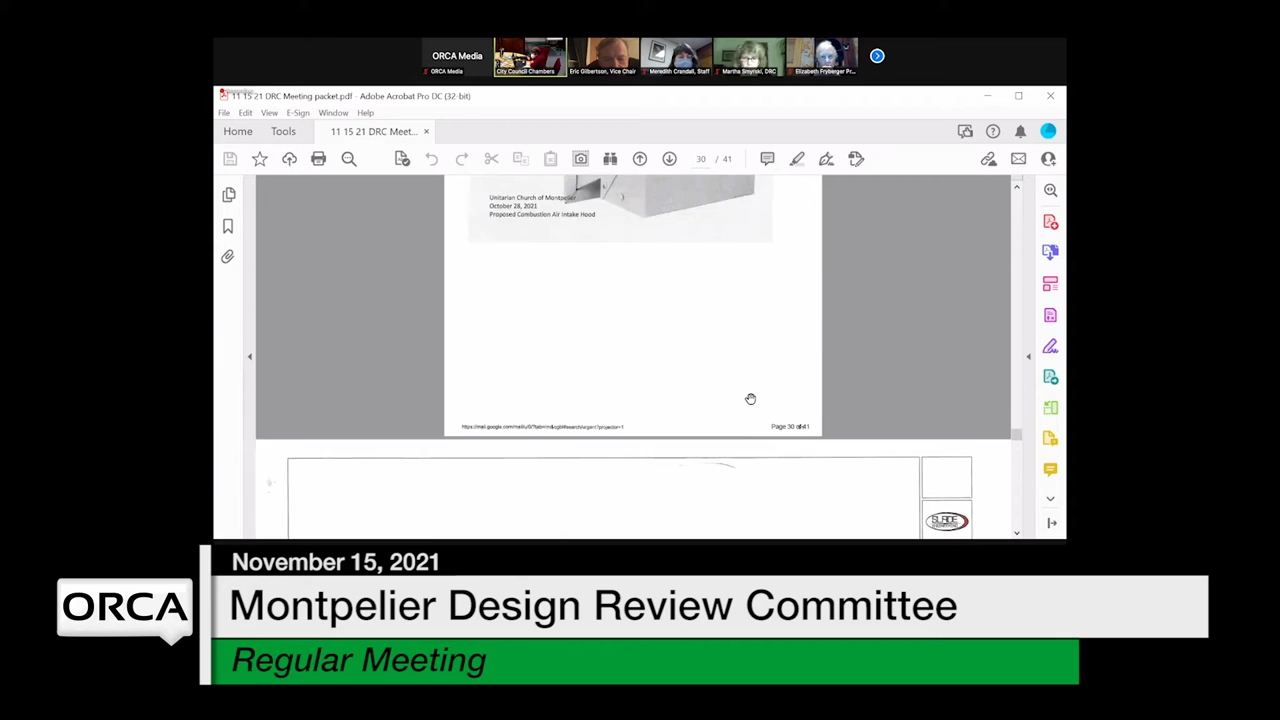 ORCA Media
ORCA Media
City Council Chambers
Eric Gilbertson, Vice Chair
Meredith Crandall, Staff
Martha Smyrski, DRC
Elizabeth Fryberger Pr...
11 15 21 DRC Meeting packet.pdf - Adobe Acrobat Pro DC (32-bit)
File Edit View E-Sign Window Help
Home Tools 11 15 21 DRC Meet... ×
30 / 41
Unitarian Church of Montpelier
October 28, 2021
Proposed Combustion Air Intake Hood
Page 30 of 41
SLADE
November 15, 2021
ORCA
Montpelier Design Review Committee
Regular Meeting